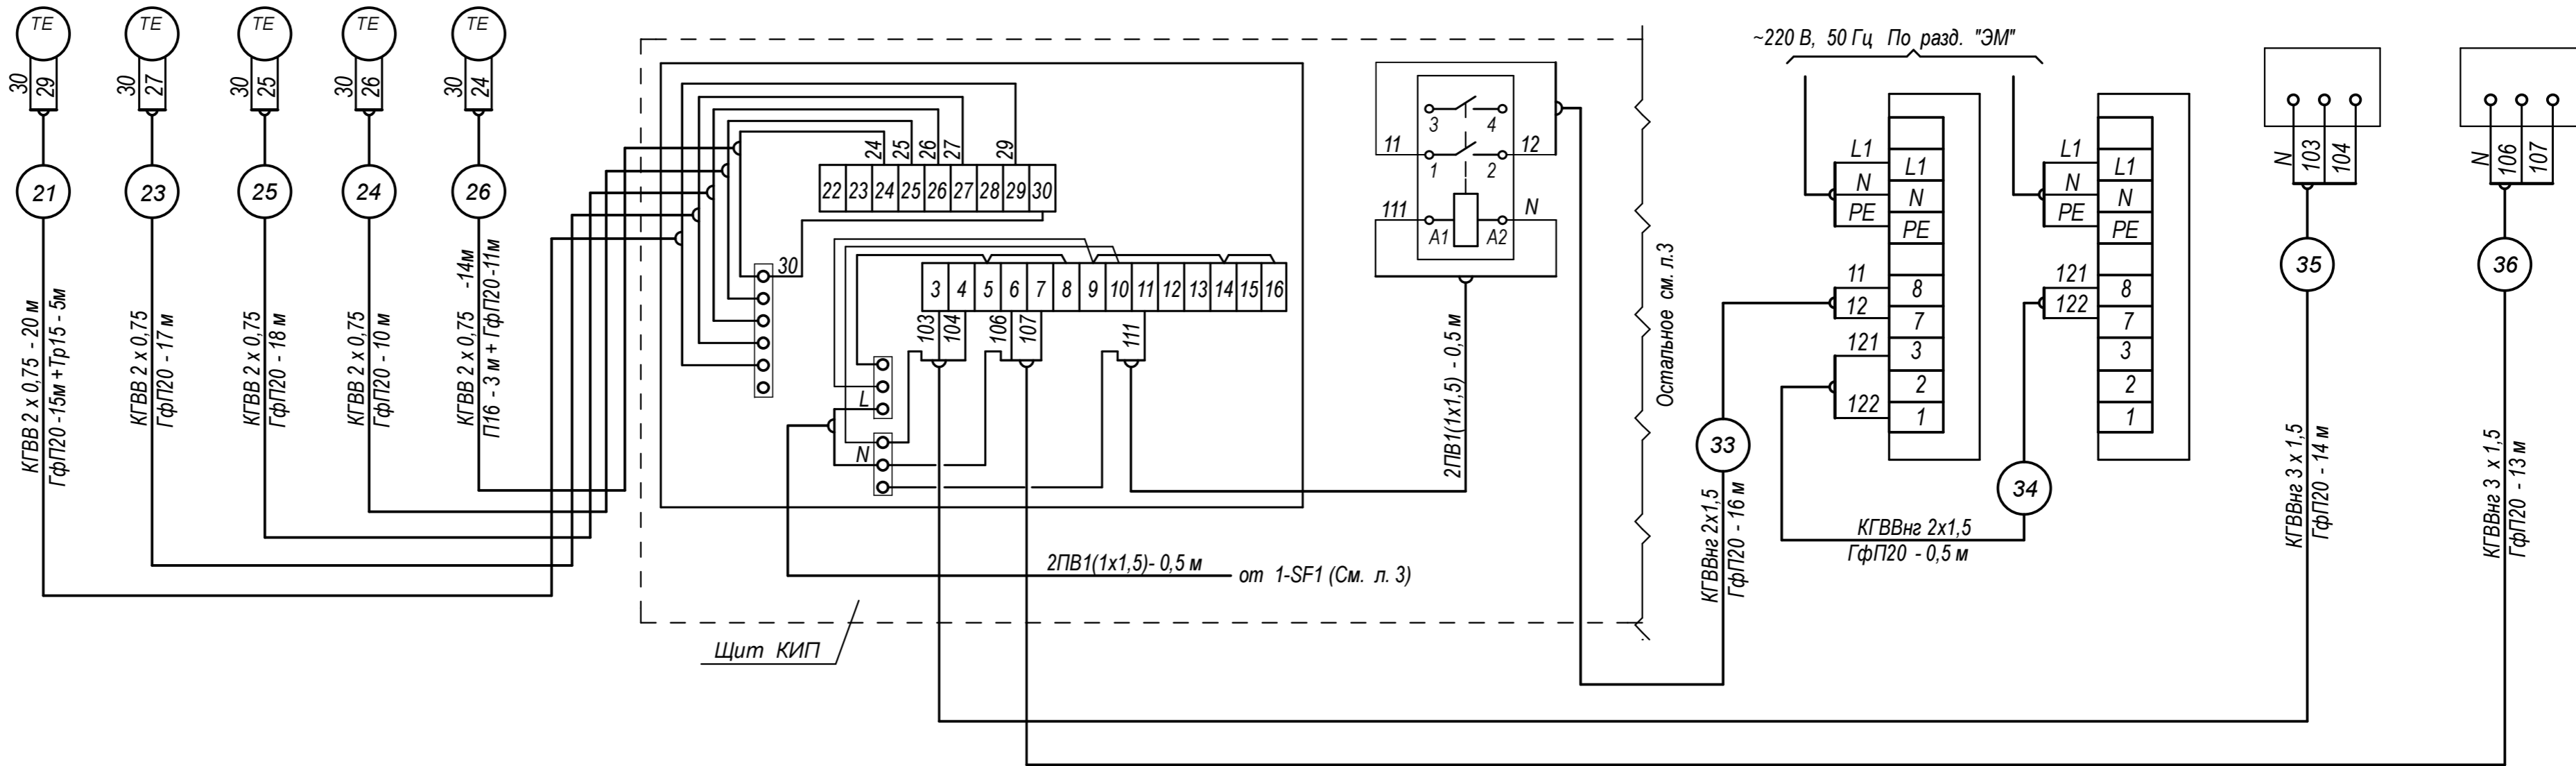 TE TE TE TE TE
30 29
30 27
30 25
30 26
30 24
21 23 25 24 26
КГВВ 2 х 0,75 - 20 м
ГфП20 -15м + Тр15 - 5м
КГВВ 2 х 0,75
ГфП20 - 17 м
КГВВ 2 х 0,75
ГфП20 - 18 м
КГВВ 2 х 0,75
ГфП20 - 10 м
КГВВ 2 х 0,75 -14м
П16 - 3 м + ГфП20 -11м
24 25 26 27 29
22 23 24 25 26 27 28 29 30
30
3 4 5 6 7 8 9 10 11 12 13 14 15 16
103 104 106 107 111
L
N
3 4
11 12
1 2
111 N
A1 A2
2ПВ1(1х1,5) - 0,5 м
2ПВ1(1х1,5)- 0,5 м
от 1-SF1 (См. л. 3)
Щит КИП
Остальное см. л.3
~220 В, 50 Гц По разд. "ЭМ"
L1 L1
N N
PE PE
11 8
12 7
121 3
2
122 1
L1 L1
N N
PE PE
121 8
122 7
3
2
1
33
КГВВнг 2х1,5
ГфП20 - 16 м
34
КГВВнг 2х1,5
ГфП20 - 0,5 м
N 103 104
35
КГВВнг 3 х 1,5
ГфП20 - 14 м
N 106 107
36
КГВВнг 3 х 1,5
ГфП20 - 13 м